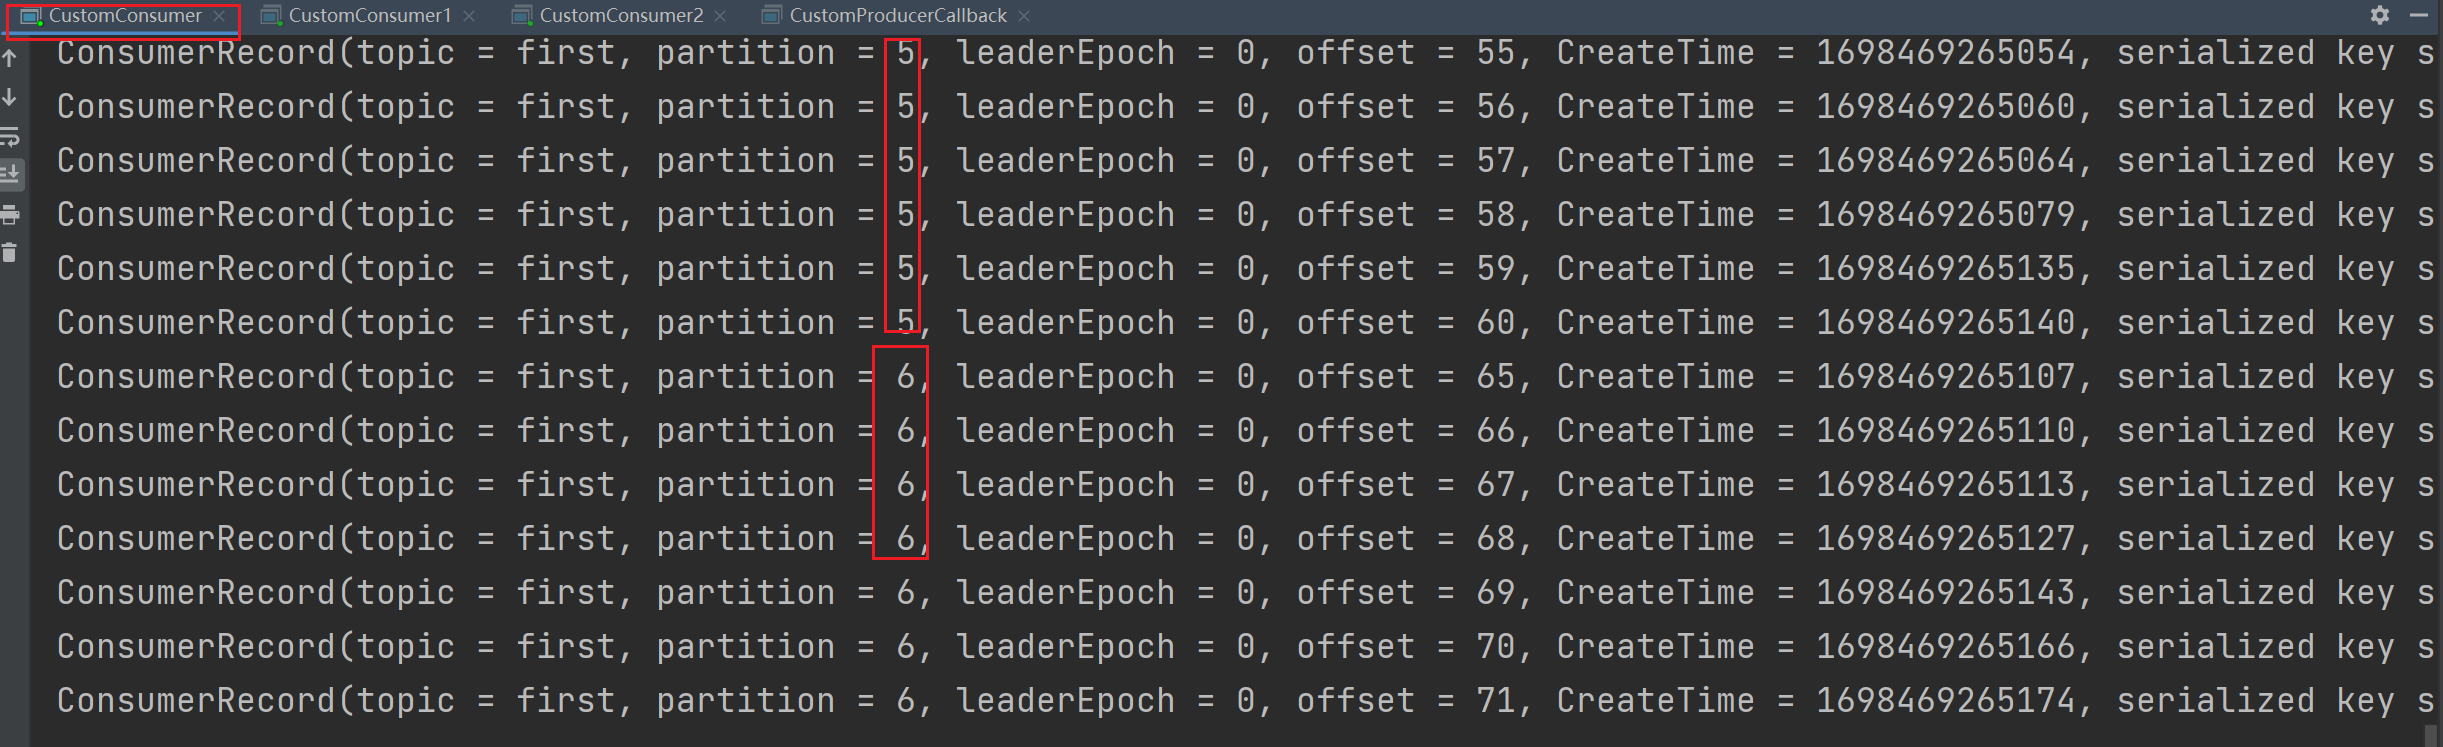 CustomConsumer CustomConsumer1 CustomConsumer2 CustomProducerCallback
ConsumerRecord(topic = first, partition = 5, leaderEpoch = 0, offset = 55, CreateTime = 1698469265054, serialized key s
ConsumerRecord(topic = first, partition = 5, leaderEpoch = 0, offset = 56, CreateTime = 1698469265060, serialized key s
ConsumerRecord(topic = first, partition = 5, leaderEpoch = 0, offset = 57, CreateTime = 1698469265064, serialized key s
ConsumerRecord(topic = first, partition = 5, leaderEpoch = 0, offset = 58, CreateTime = 1698469265079, serialized key s
ConsumerRecord(topic = first, partition = 5, leaderEpoch = 0, offset = 59, CreateTime = 1698469265135, serialized key s
ConsumerRecord(topic = first, partition = 5, leaderEpoch = 0, offset = 60, CreateTime = 1698469265140, serialized key s
ConsumerRecord(topic = first, partition = 6, leaderEpoch = 0, offset = 65, CreateTime = 1698469265107, serialized key s
ConsumerRecord(topic = first, partition = 6, leaderEpoch = 0, offset = 66, CreateTime = 1698469265110, serialized key s
ConsumerRecord(topic = first, partition = 6, leaderEpoch = 0, offset = 67, CreateTime = 1698469265113, serialized key s
ConsumerRecord(topic = first, partition = 6, leaderEpoch = 0, offset = 68, CreateTime = 1698469265127, serialized key s
ConsumerRecord(topic = first, partition = 6, leaderEpoch = 0, offset = 69, CreateTime = 1698469265143, serialized key s
ConsumerRecord(topic = first, partition = 6, leaderEpoch = 0, offset = 70, CreateTime = 1698469265166, serialized key s
ConsumerRecord(topic = first, partition = 6, leaderEpoch = 0, offset = 71, CreateTime = 1698469265174, serialized key s